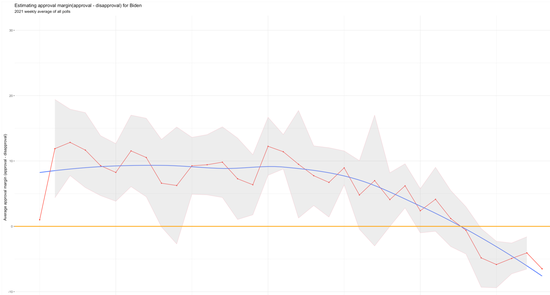 Estimating approval margin(approval - disapproval) for Biden
2021 weekly average of all polls
Average approval margin (approval - disapproval)